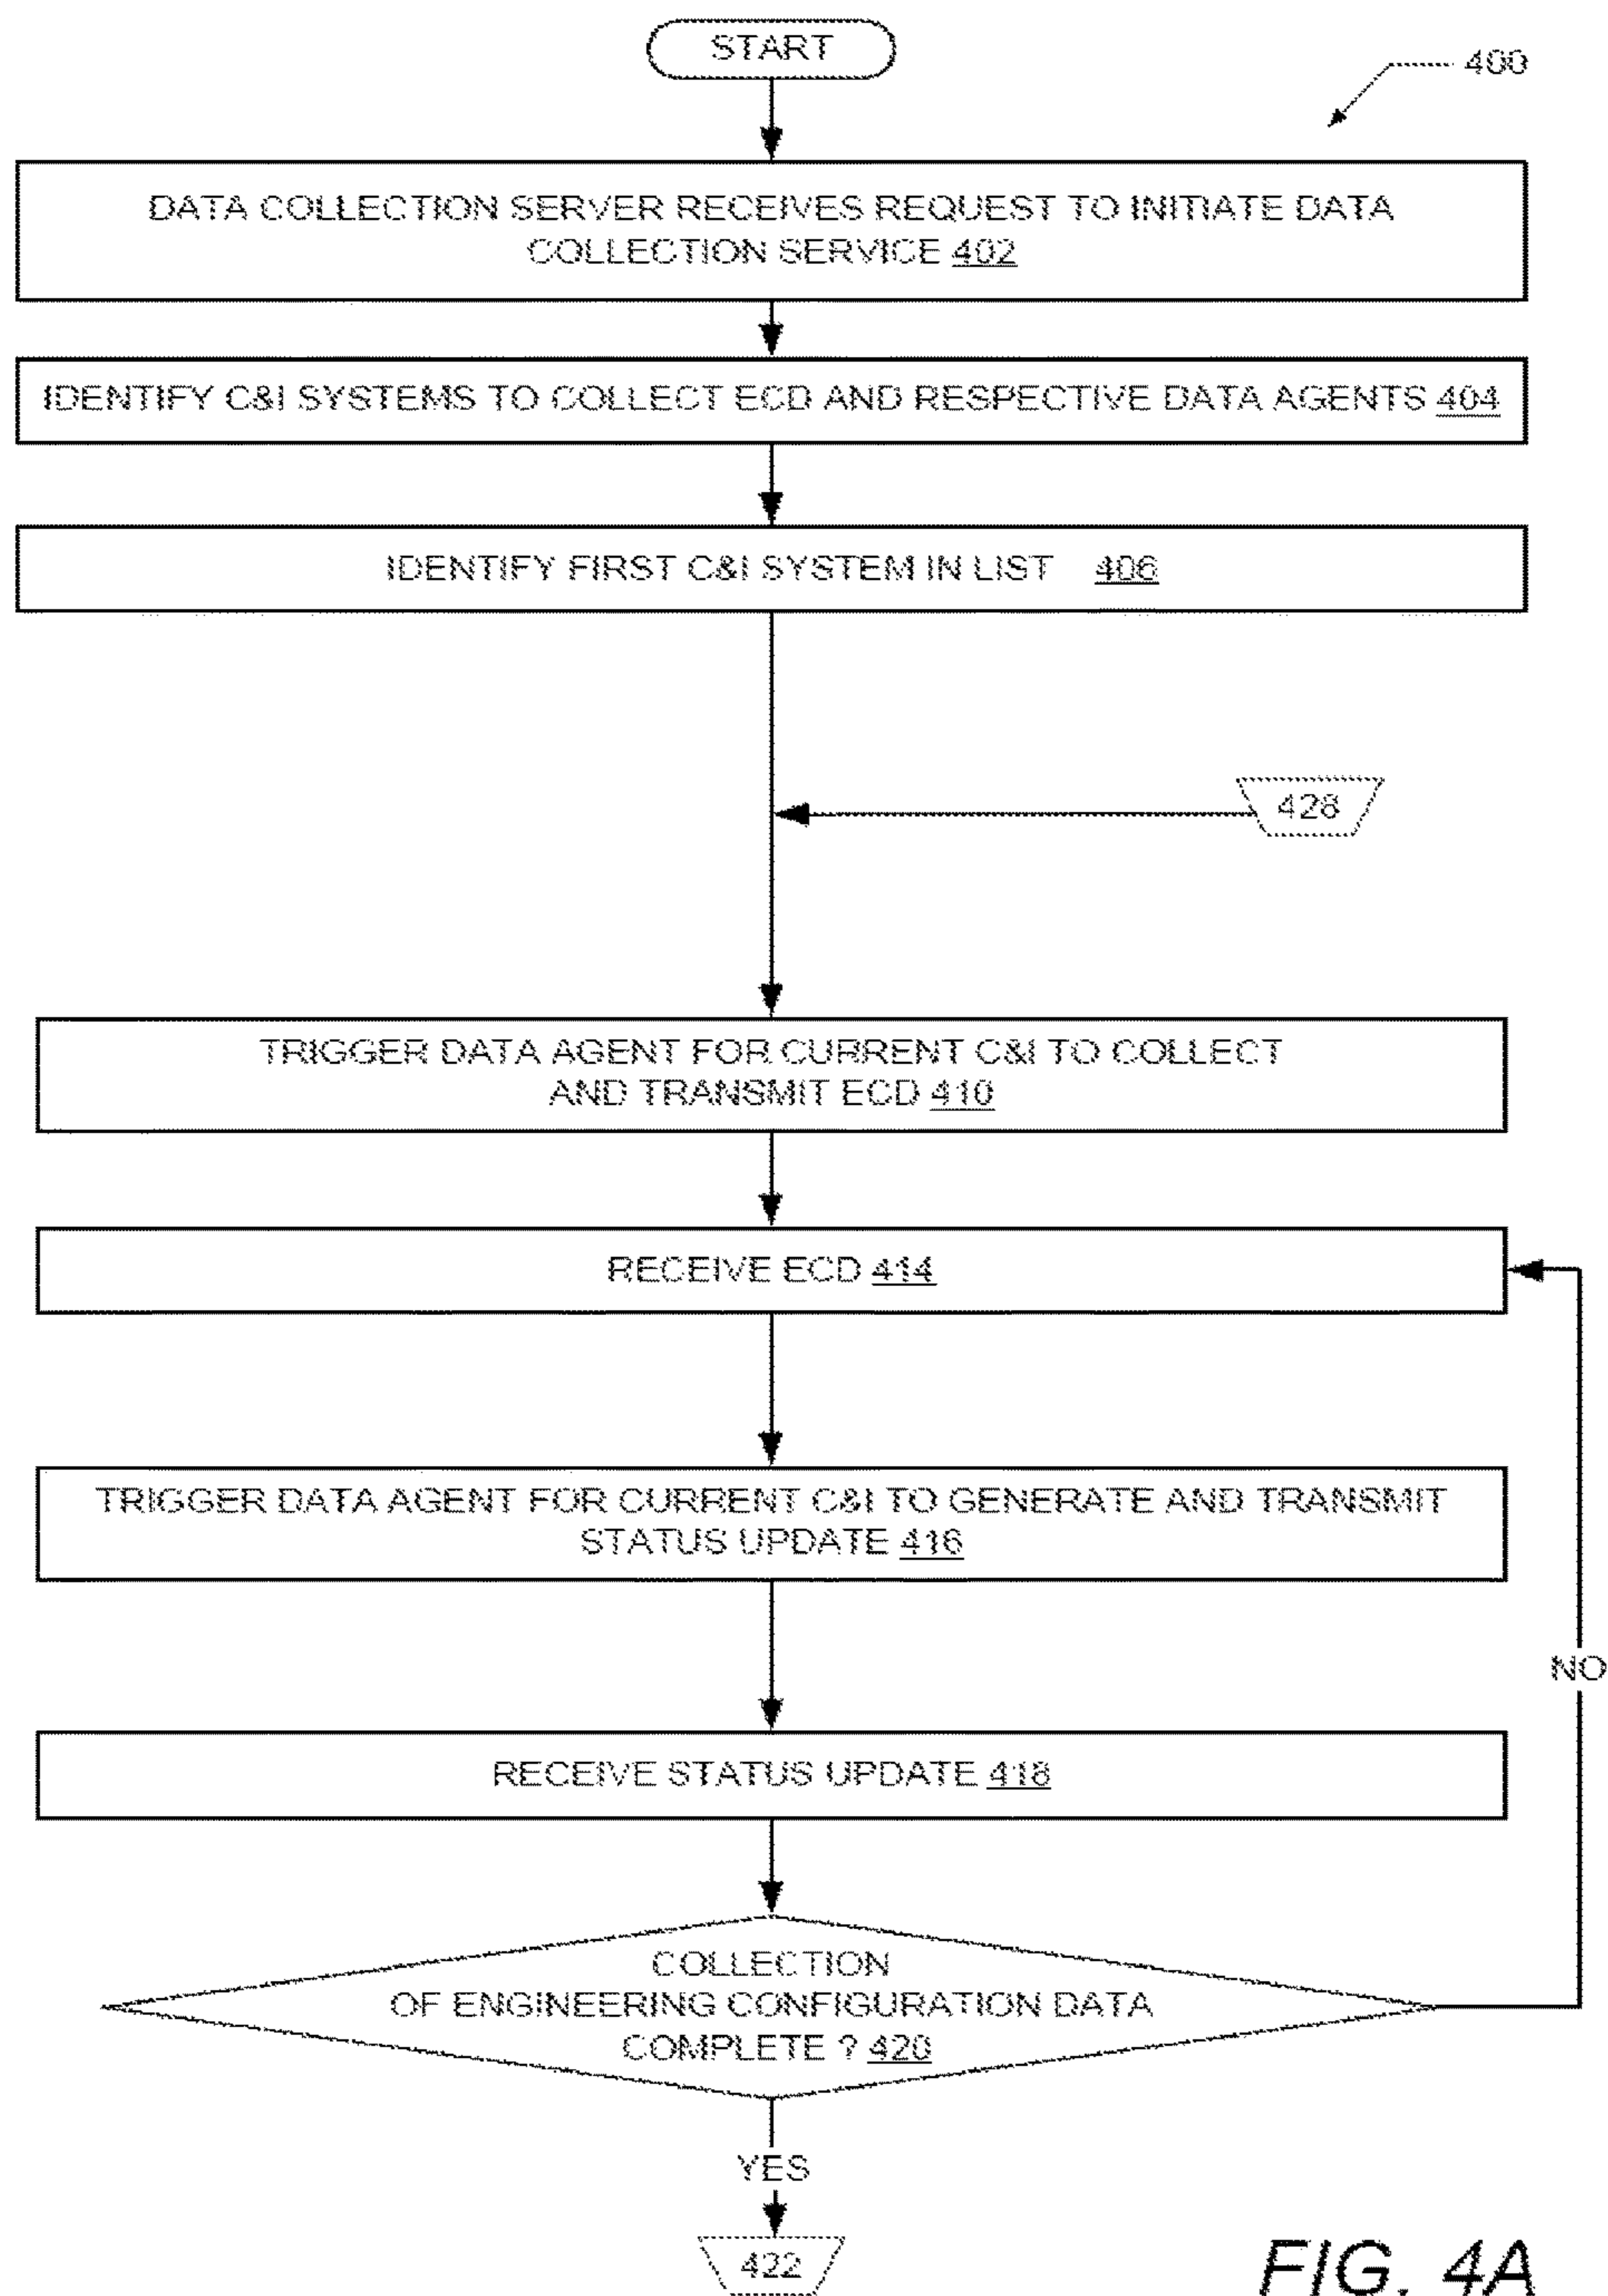 START
400
DATA COLLECTION SERVER RECEIVES REQUEST TO INITIATE DATA
COLLECTION SERVICE 402
IDENTIFY C&I SYSTEMS TO COLLECT ECD AND RESPECTIVE DATA AGENTS 404
IDENTIFY FIRST C&I SYSTEM IN LIST 406
428
TRIGGER DATA AGENT FOR CURRENT C&I TO COLLECT
AND TRANSMIT ECD 410
RECEIVE ECD 414
TRIGGER DATA AGENT FOR CURRENT C&I TO GENERATE AND TRANSMIT
STATUS UPDATE 416
NO
RECEIVE STATUS UPDATE 418
COLLECTION
OF ENGINEERING CONFIGURATION DATA
COMPLETE ? 420
YES
422
FIG. 4A